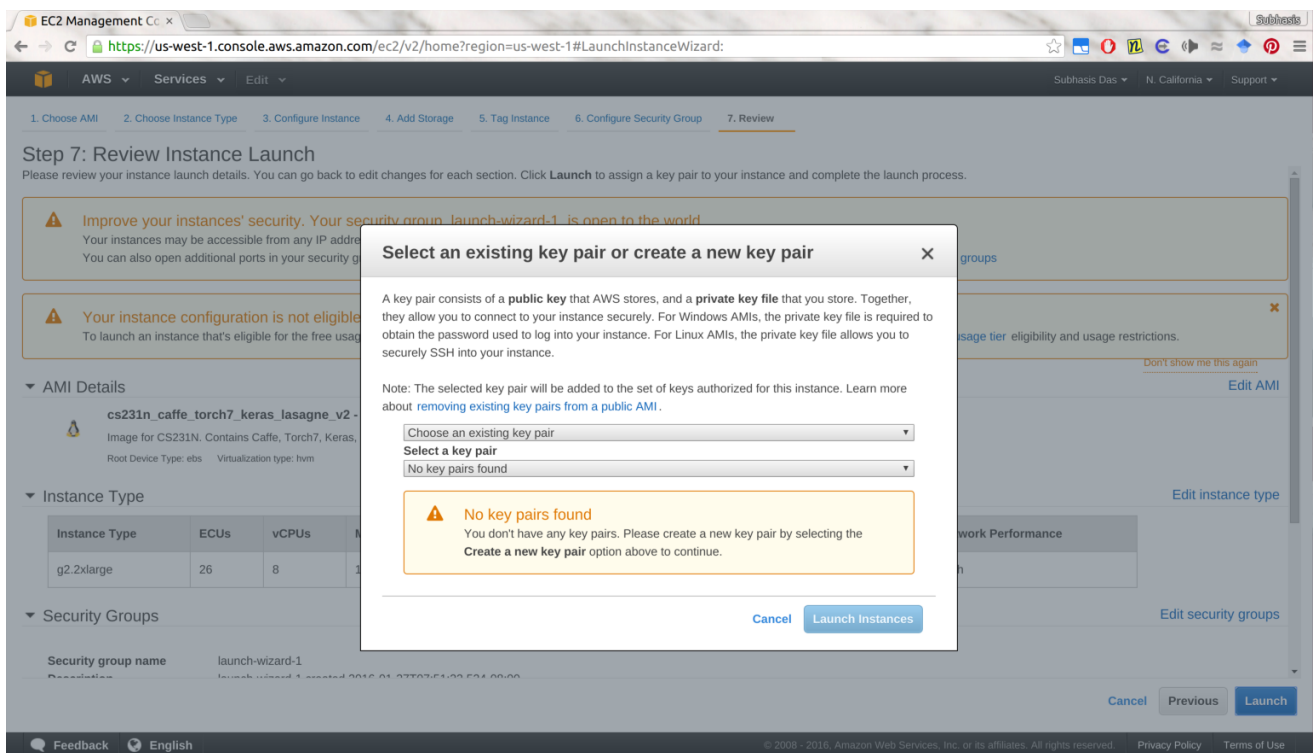 EC2 Management Co ×
Subhasis
https://us-west-1.console.aws.amazon.com/ec2/v2/home?region=us-west-1#LaunchInstanceWizard:
AWS Services Edit Subhasis Das N. California Support
1. Choose AMI 2. Choose Instance Type 3. Configure Instance 4. Add Storage 5. Tag Instance 6. Configure Security Group 7. Review
Step 7: Review Instance Launch
Please review your instance launch details. You can go back to edit changes for each section. Click Launch to assign a key pair to your instance and complete the launch process.
Improve your instances' security. Your security group, launch-wizard-1, is open to the world.
Your instances may be accessible from any IP addre
You can also open additional ports in your security g groups
Your instance configuration is not eligible
To launch an instance that's eligible for the free usag usage tier eligibility and usage restrictions.
Don't show me this again
AMI Details Edit AMI
cs231n_caffe_torch7_keras_lasagne_v2 -
Image for CS231N. Contains Caffe, Torch7, Keras,
Root Device Type: ebs Virtualization type: hvm
Instance Type Edit instance type
Instance Type ECUs vCPUs M work Performance
g2.2xlarge 26 8 1 h
Security Groups Edit security groups
Security group name launch-wizard-1
Description launch-wizard-1 created 2016-01-27T07:51:22.524-08:00
Select an existing key pair or create a new key pair ×
A key pair consists of a public key that AWS stores, and a private key file that you store. Together,
they allow you to connect to your instance securely. For Windows AMIs, the private key file is required to
obtain the password used to log into your instance. For Linux AMIs, the private key file allows you to
securely SSH into your instance.
Note: The selected key pair will be added to the set of keys authorized for this instance. Learn more
about removing existing key pairs from a public AMI.
Choose an existing key pair
Select a key pair
No key pairs found
No key pairs found
You don't have any key pairs. Please create a new key pair by selecting the
Create a new key pair option above to continue.
Cancel Launch Instances
Cancel Previous Launch
Feedback English © 2008 - 2016, Amazon Web Services, Inc. or its affiliates. All rights reserved. Privacy Policy Terms of Use